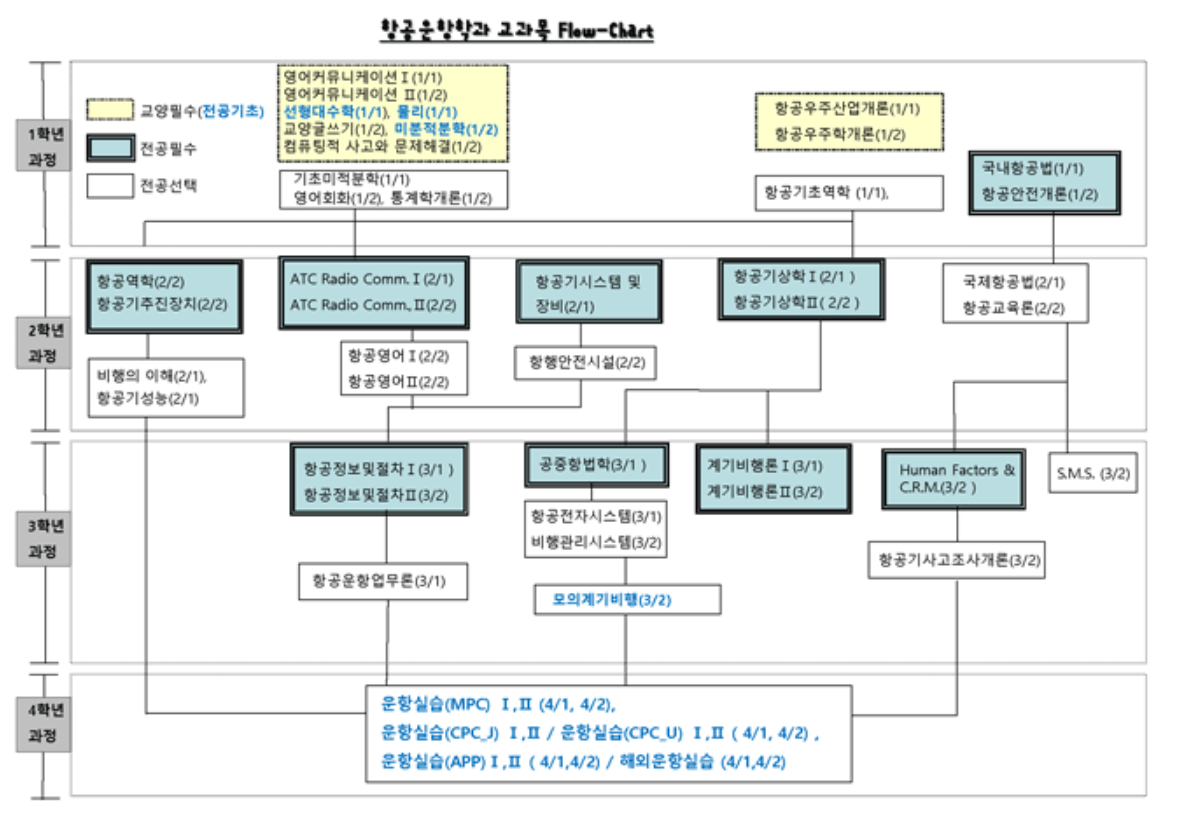 항공운항학과 교과목 Flow-Chart
1학년
과정
교양필수(전공기초)
전공필수
전공선택
영어커뮤니케이션 Ⅰ(1/1)
영어커뮤니케이션 Ⅱ(1/2)
선형대수학(1/1), 물리(1/1)
교양글쓰기(1/2), 미분적분학(1/2)
컴퓨팅적 사고와 문제해결(1/2)
기초미적분학(1/1)
영어회화(1/2), 통계학개론(1/2)
항공우주산업개론(1/1)
항공우주학개론(1/2)
항공기초역학 (1/1),
국내항공법(1/1)
항공안전개론(1/2)
2학년
과정
항공역학(2/2)
항공기추진장치(2/2)
비행의 이해(2/1),
항공기성능(2/1)
ATC Radio Comm. Ⅰ(2/1)
ATC Radio Comm., Ⅱ(2/2)
항공영어 Ⅰ(2/2)
항공영어Ⅱ(2/2)
항공기시스템 및
장비(2/1)
항행안전시설(2/2)
항공기상학Ⅰ(2/1 )
항공기상학Ⅱ( 2/2 )
국제항공법(2/1)
항공교육론(2/2)
3학년
과정
항공정보및절차Ⅰ(3/1 )
항공정보및절차Ⅱ(3/2)
항공운항업무론(3/1)
공중항법학(3/1 )
항공전자시스템(3/1)
비행관리시스템(3/2)
모의계기비행(3/2)
계기비행론Ⅰ(3/1)
계기비행론Ⅱ(3/2)
Human Factors &
C.R.M.(3/2 )
항공기사고조사개론(3/2)
S.M.S. (3/2)
4학년
과정
운항실습(MPC) Ⅰ,Ⅱ (4/1, 4/2),
운항실습(CPC_J) Ⅰ,Ⅱ / 운항실습(CPC_U) Ⅰ,Ⅱ ( 4/1, 4/2) ,
운항실습(APP)Ⅰ,Ⅱ ( 4/1,4/2) / 해외운항실습 (4/1,4/2)